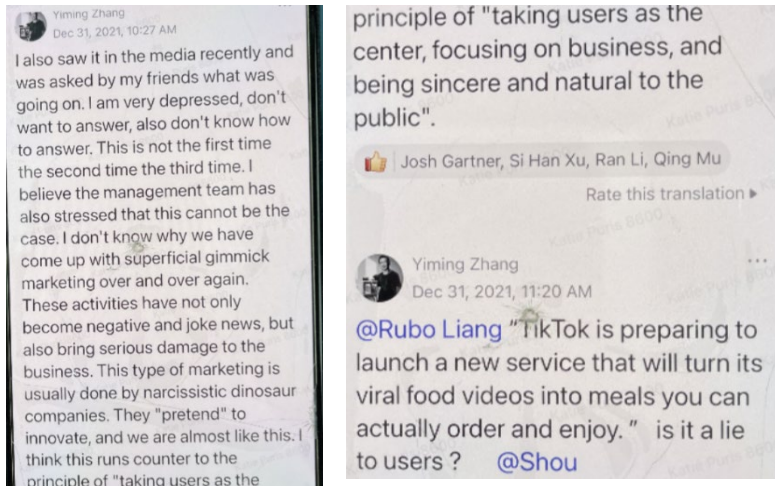 Yiming Zhang
Dec 31, 2021, 10:27 AM
I also saw it in the media recently and
was asked by my friends what was
going on. I am very depressed, don't
want to answer, also don't know how
to answer. This is not the first time
the second time the third time. I
believe the management team has
also stressed that this cannot be the
case. I don't know why we have
come up with superficial gimmick
marketing over and over again.
These activities have not only
become negative and joke news, but
also bring serious damage to the
business. This type of marketing is
usually done by narcissistic dinosaur
companies. They "pretend" to
innovate, and we are almost like this. I
think this runs counter to the
principle of "taking users as the
principle of "taking users as the
center, focusing on business, and
being sincere and natural to the
public".
Josh Gartner, Si Han Xu, Ran Li, Qing Mu
Rate this translation
Yiming Zhang
Dec 31, 2021, 11:20 AM
@Rubo Liang “TikTok is preparing to
launch a new service that will turn its
viral food videos into meals you can
actually order and enjoy. ” is it a lie
to users ? @Shou